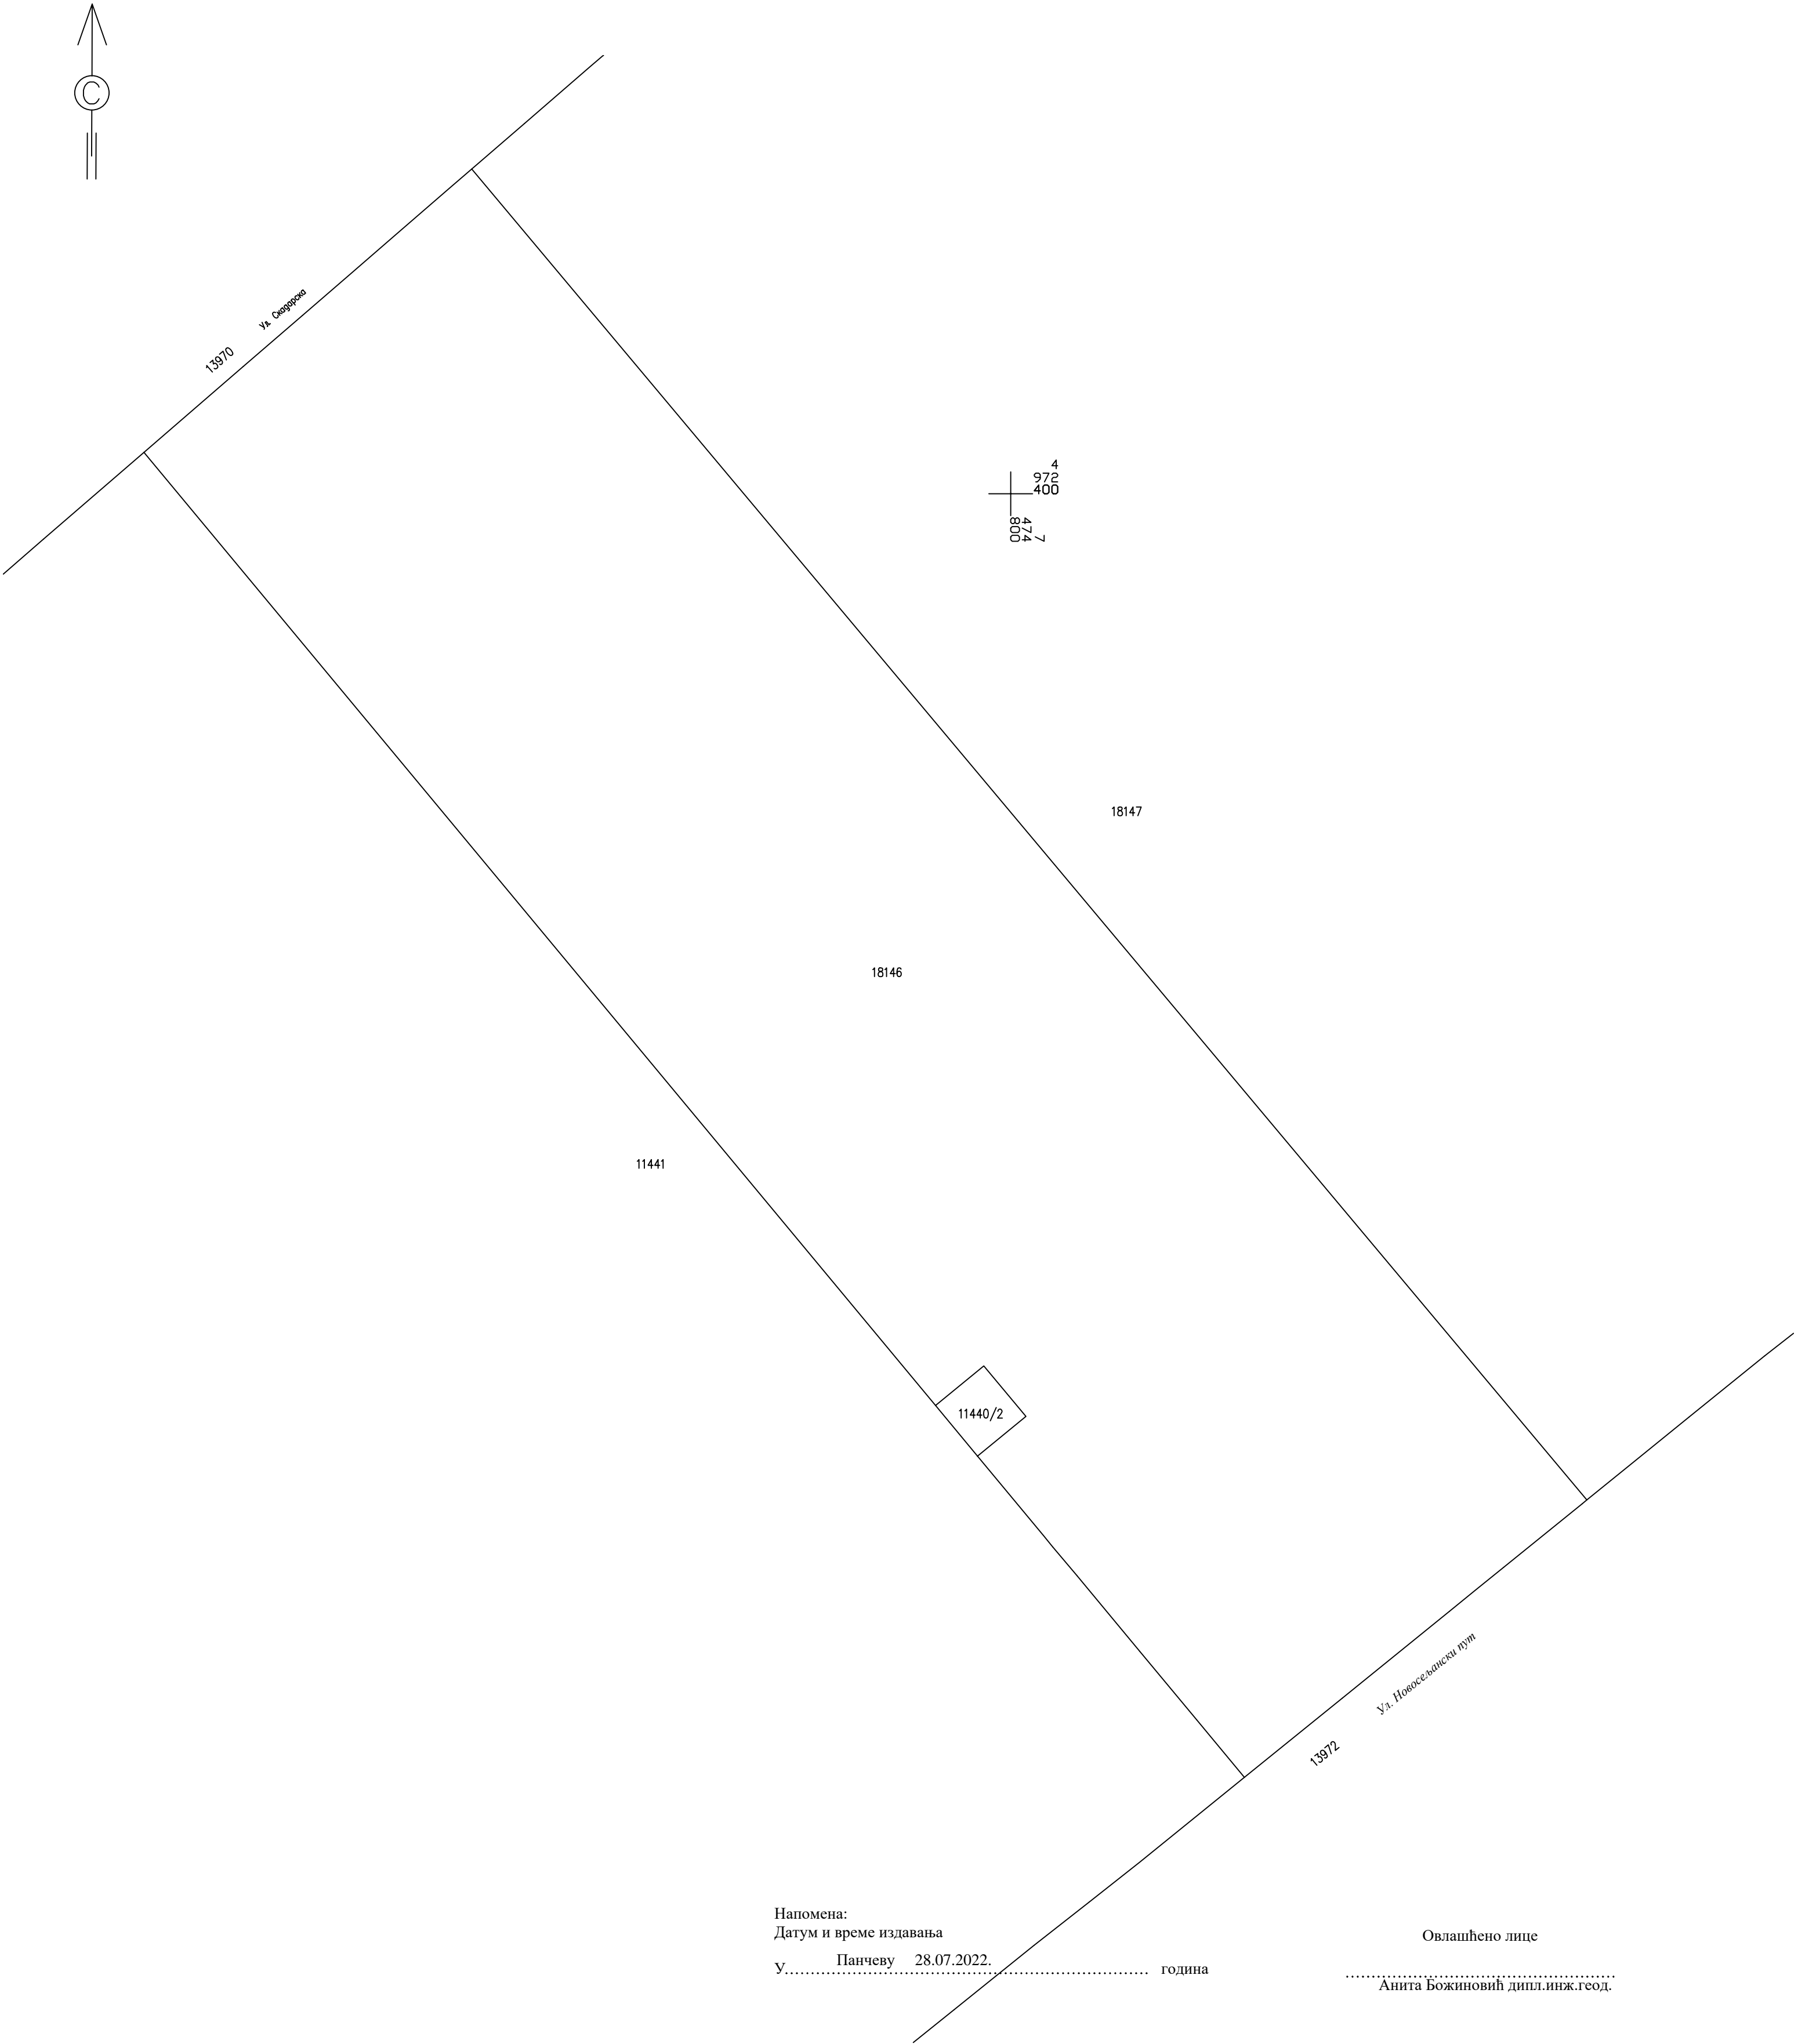 С
Ул. Скадарска
13970
4
972
400
7
474
800
18147
18146
11441
11440/2
Ул. Новосељански пут
13972
Напомена:
Датум и време издавања
У Панчеву 28.07.2022. година
Овлашћено лице
Анита Божиновић дипл.инж.геод.